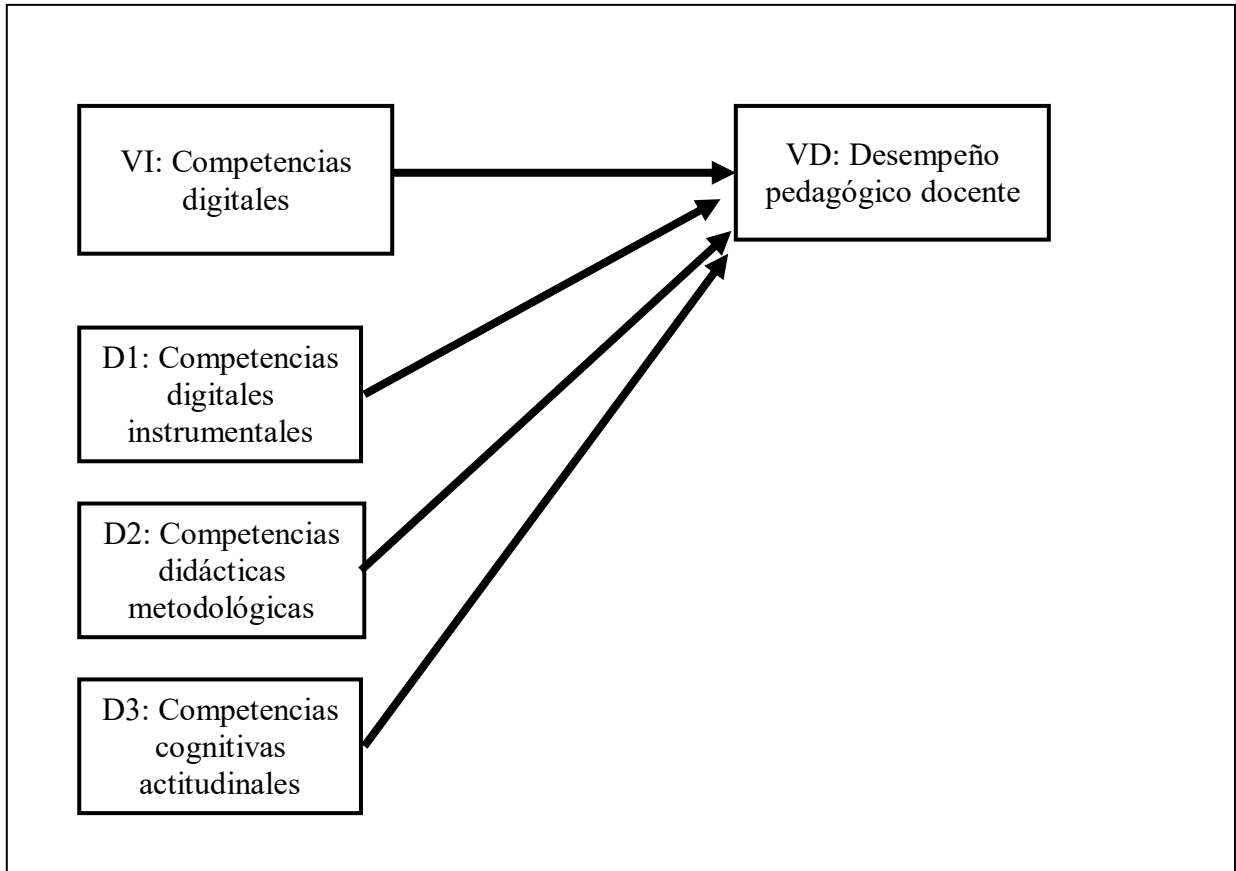 VI: Competencias
digitales
VD: Desempeño
pedagógico docente
D1: Competencias
digitales
instrumentales
D2: Competencias
didácticas
metodológicas
D3: Competencias
cognitivas
actitudinales